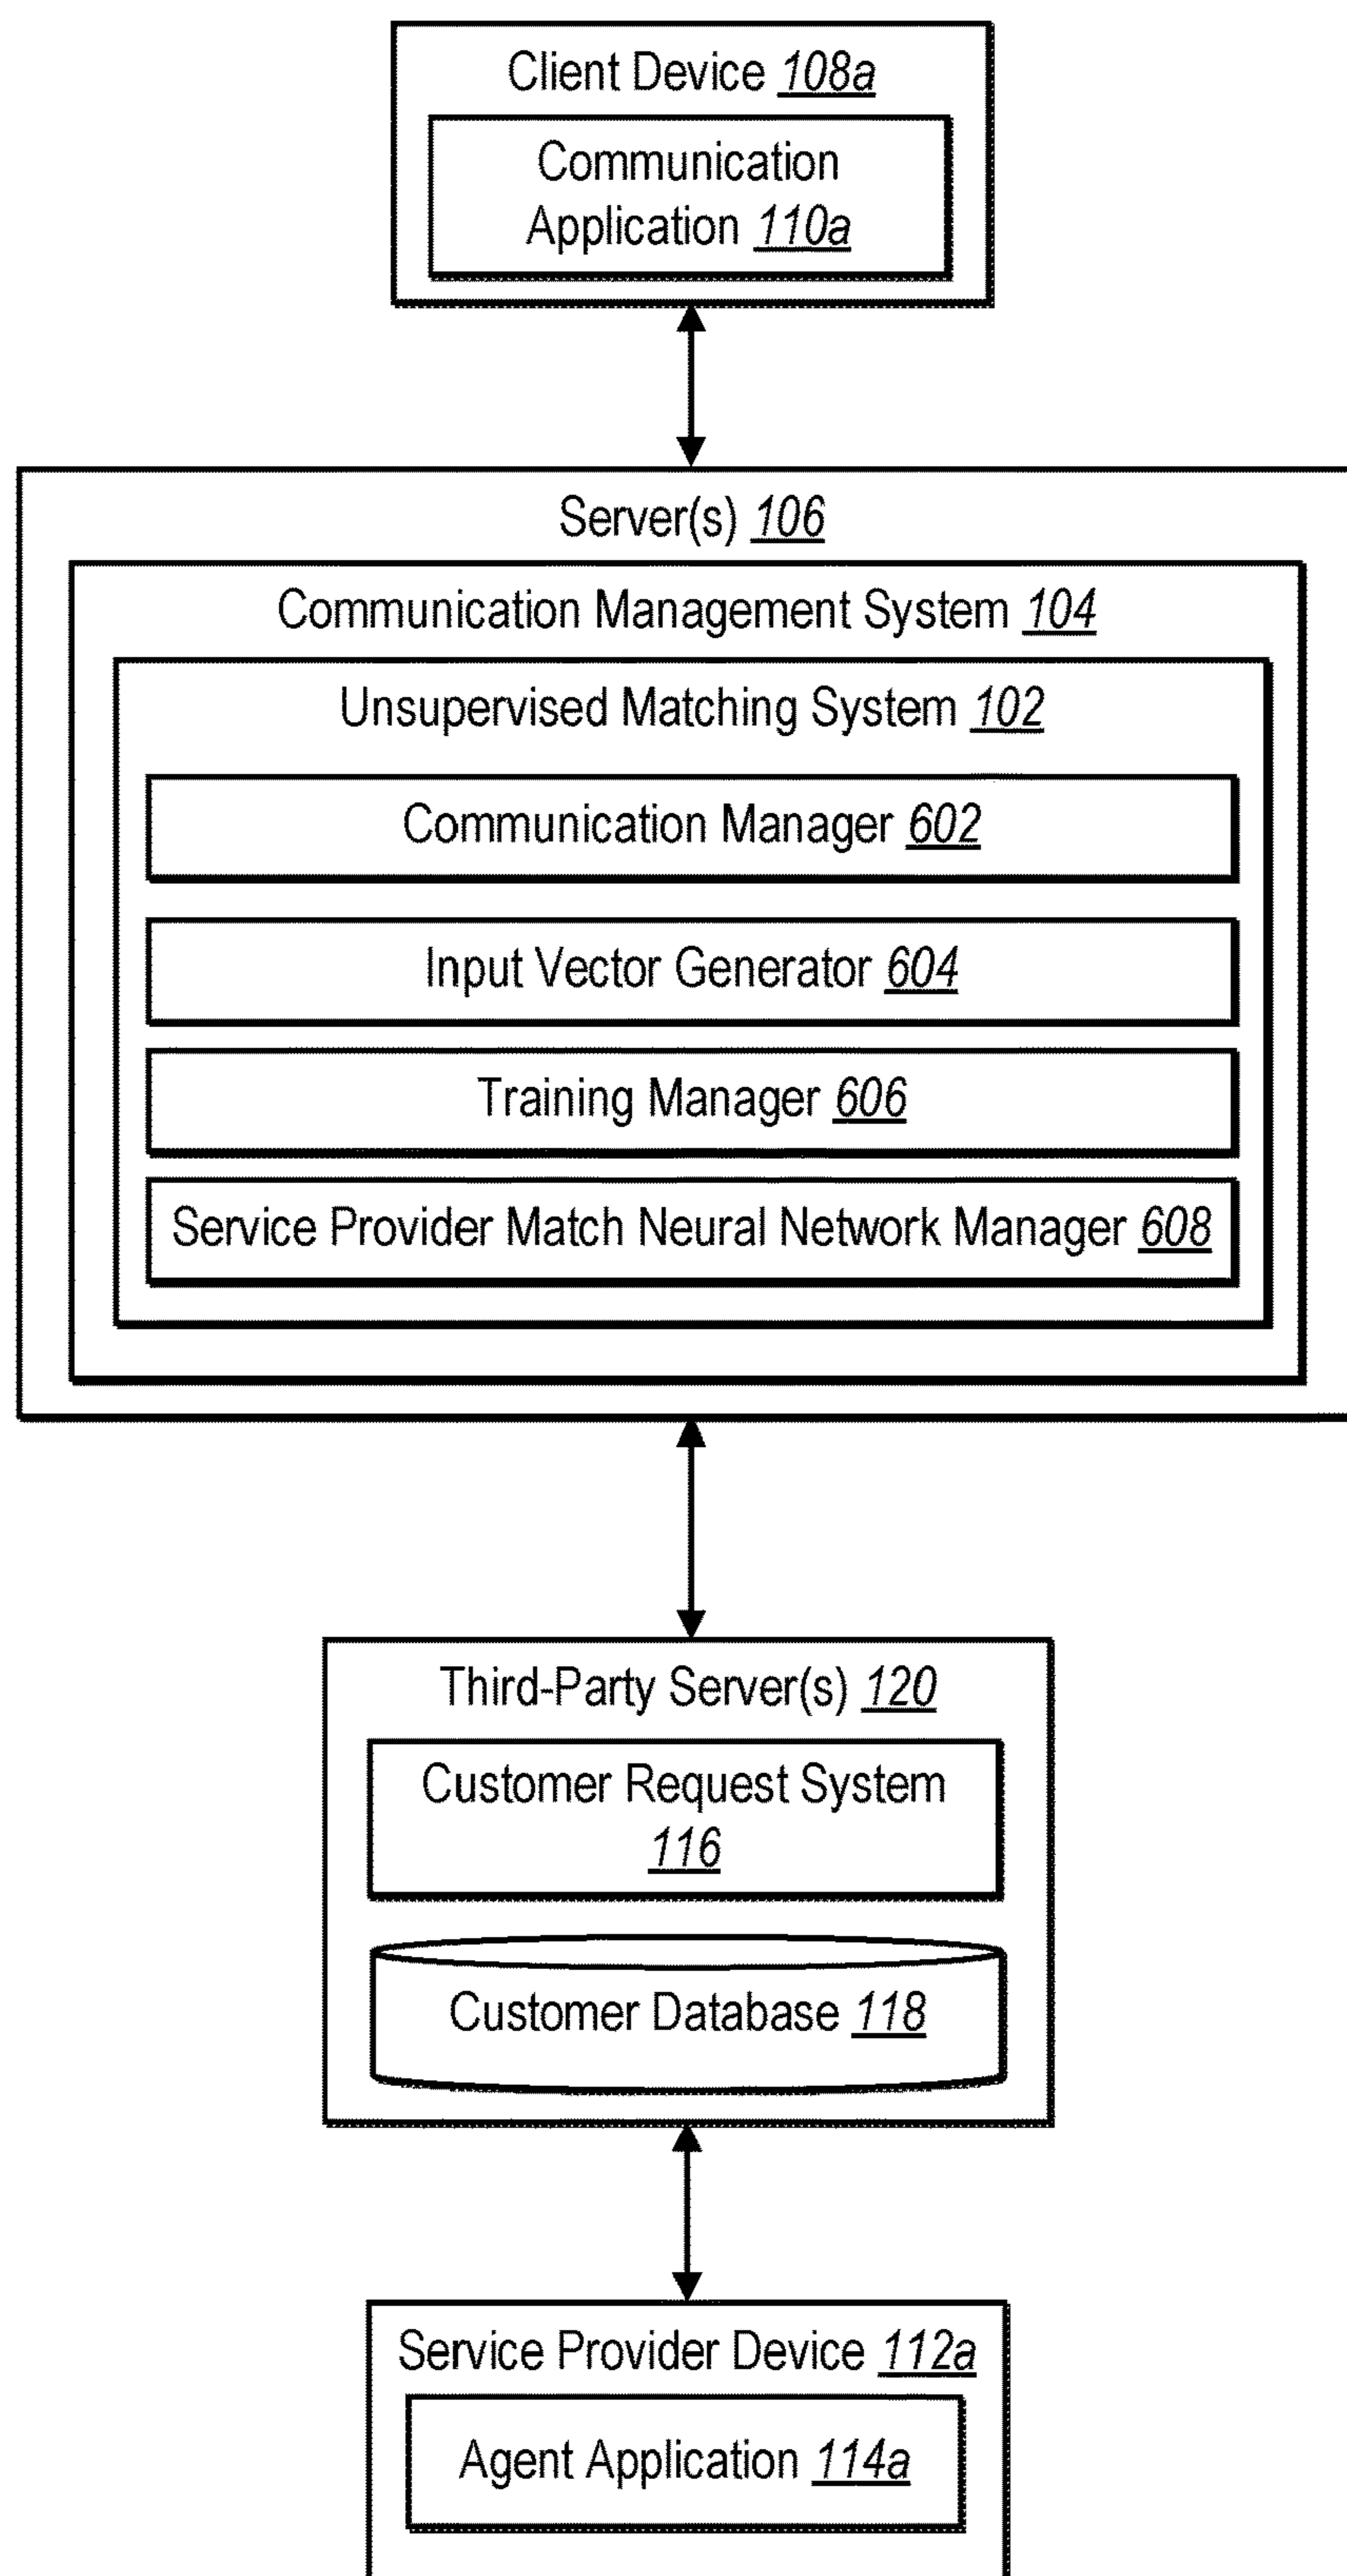 Client Device 108a
Communication
Application 110a
Server(s) 106
Communication Management System 104
Unsupervised Matching System 102
Communication Manager 602
Input Vector Generator 604
Training Manager 606
Service Provider Match Neural Network Manager 608
Third-Party Server(s) 120
Customer Request System
116
Customer Database 118
Service Provider Device 112a
Agent Application 114a